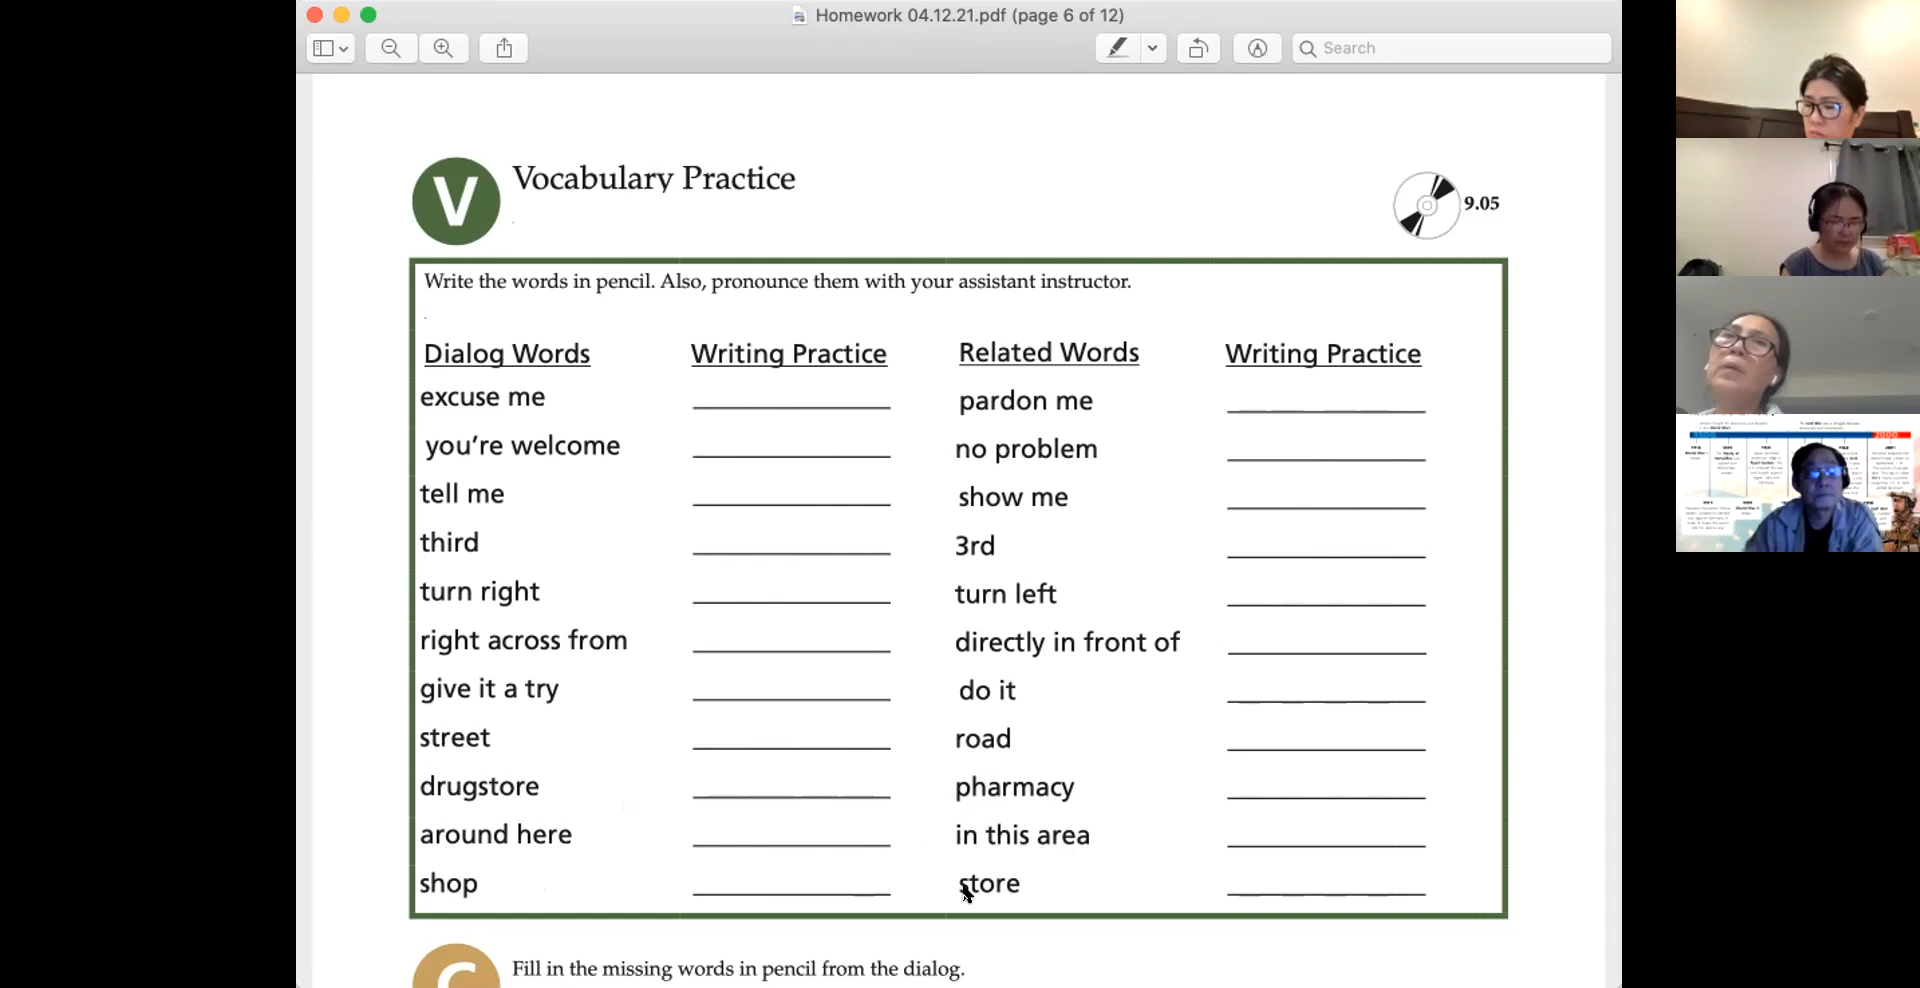 Homework 04.12.21.pdf (page 6 of 12)
Search
V
Vocabulary Practice
9.05
Write the words in pencil. Also, pronounce them with your assistant instructor.
Dialog Words Writing Practice Related Words Writing Practice
excuse me pardon me
you're welcome no problem
tell me show me
third 3rd
turn right turn left
right across from directly in front of
give it a try do it
street road
drugstore pharmacy
around here in this area
shop store
Fill in the missing words in pencil from the dialog.